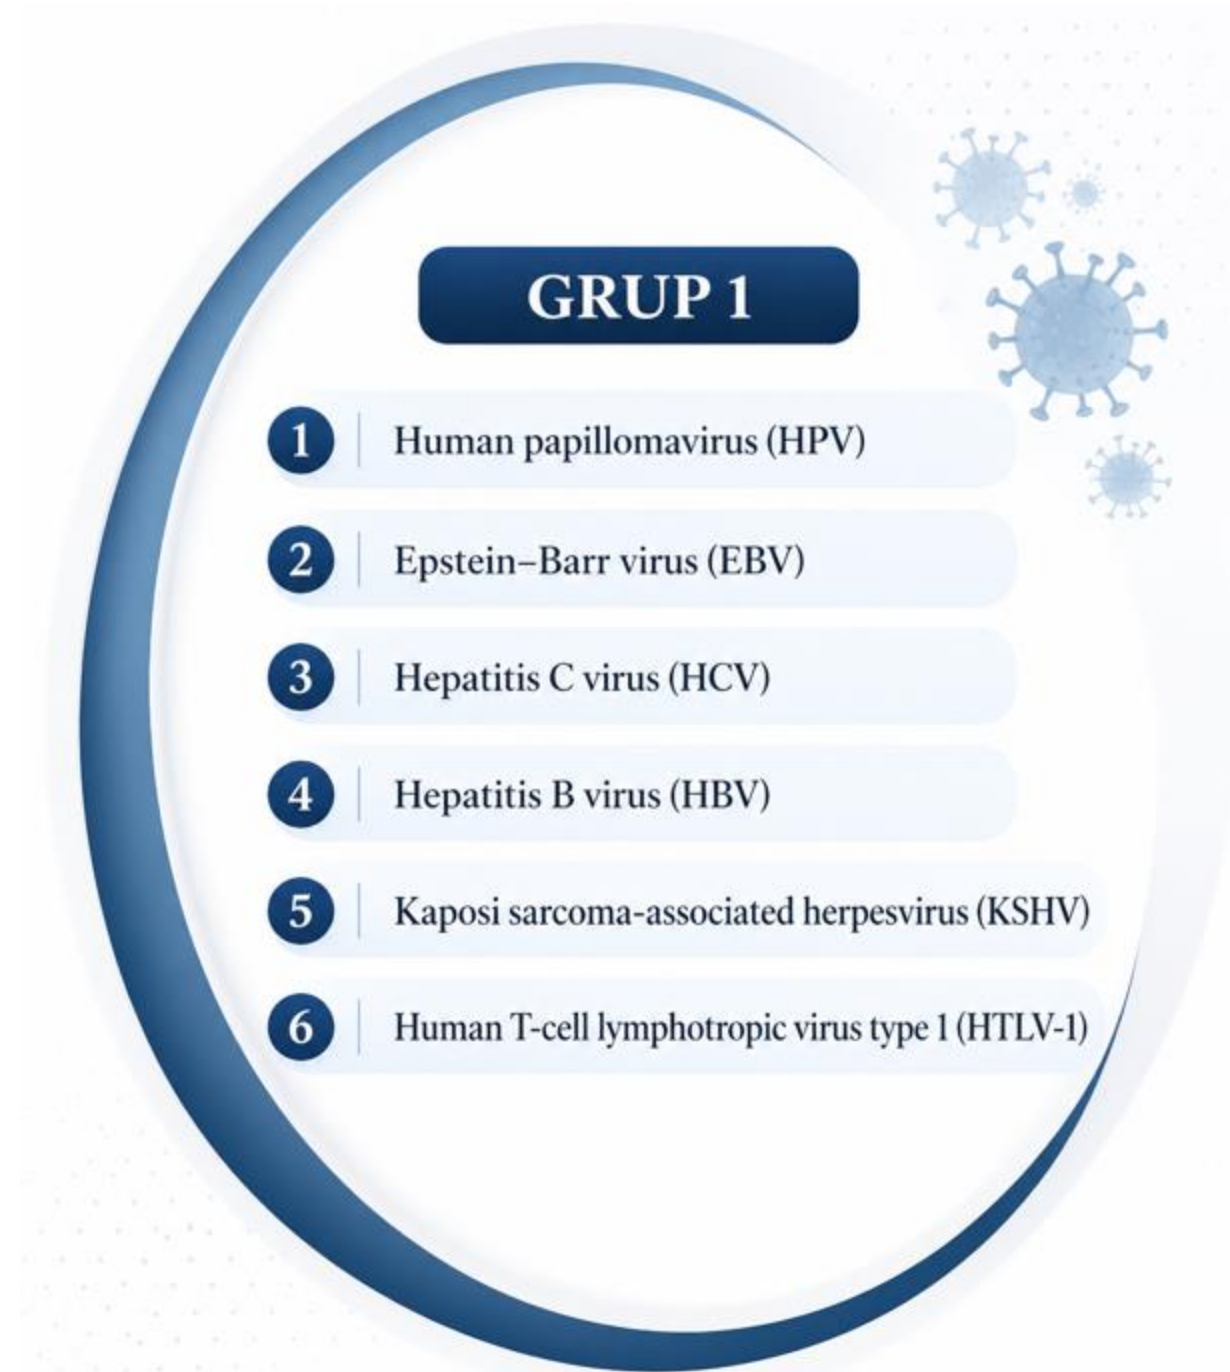 GRUP 1
1 Human papillomavirus (HPV)
2 Epstein–Barr virus (EBV)
3 Hepatitis C virus (HCV)
4 Hepatitis B virus (HBV)
5 Kaposi sarcoma-associated herpesvirus (KSHV)
6 Human T-cell lymphotropic virus type 1 (HTLV-1)